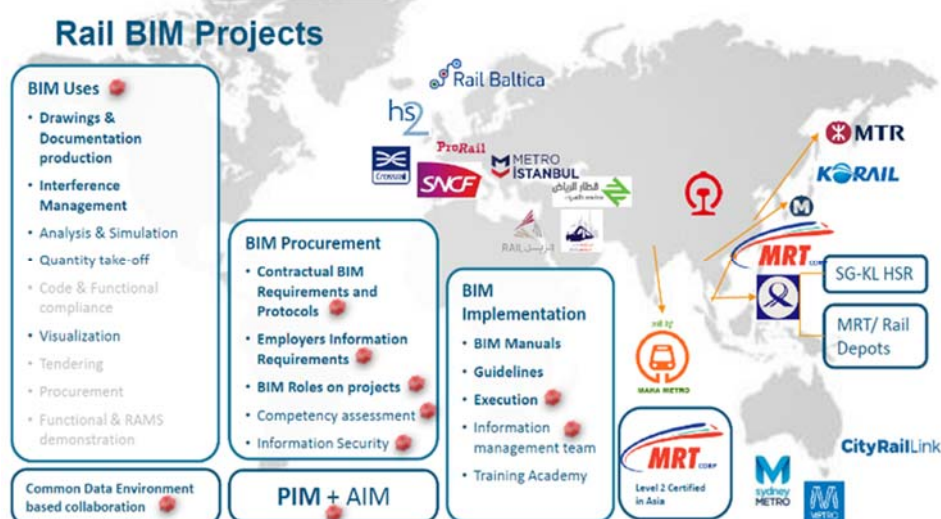 Rail BIM Projects
BIM Uses
• Drawings &
Documentation
production
• Interference
Management
• Analysis & Simulation
• Quantity take-off
• Code & Functional
compliance
• Visualization
• Tendering
• Procurement
• Functional & RAMS
demonstration
Common Data Environment
based collaboration
BIM Procurement
• Contractual BIM
Requirements and
Protocols
• Employers Information
Requirements
• BIM Roles on projects
• Competency assessment
• Information Security
PIM + AIM
BIM
Implementation
• BIM Manuals
• Guidelines
• Execution
• Information
management team
• Training Academy
Rail Baltica
hs2
ProRail
Crossrail
SNCF
METRO
İSTANBUL
قطار الرياض
RAIL
MTR
KORAIL
M
MRT CORP
SG-KL HSR
MRT/ Rail
Depots
MAHA METRO
MRT CORP
Level 2 Certified
in Asia
sydney
METRO
METRO
CityRailLink